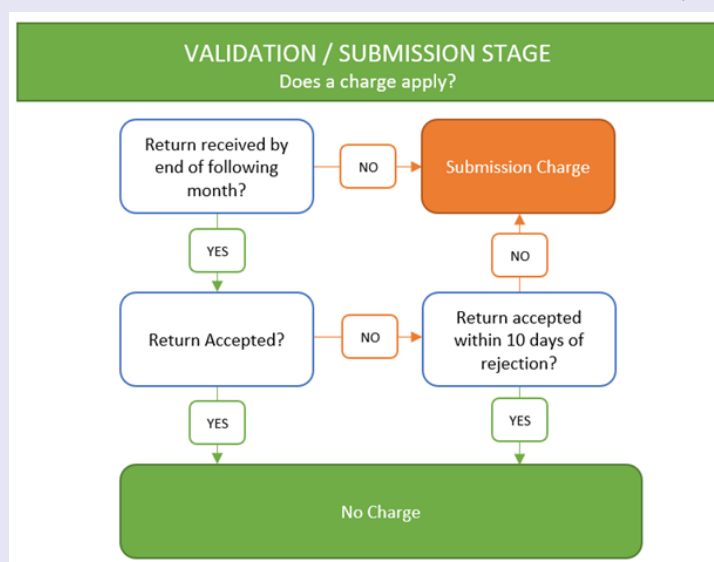 VALIDATION / SUBMISSION STAGE
Does a charge apply?
Return received by
end of following
month?
NO
Submission Charge
YES
NO
Return Accepted?
NO
Return accepted
within 10 days of
rejection?
YES
YES
No Charge